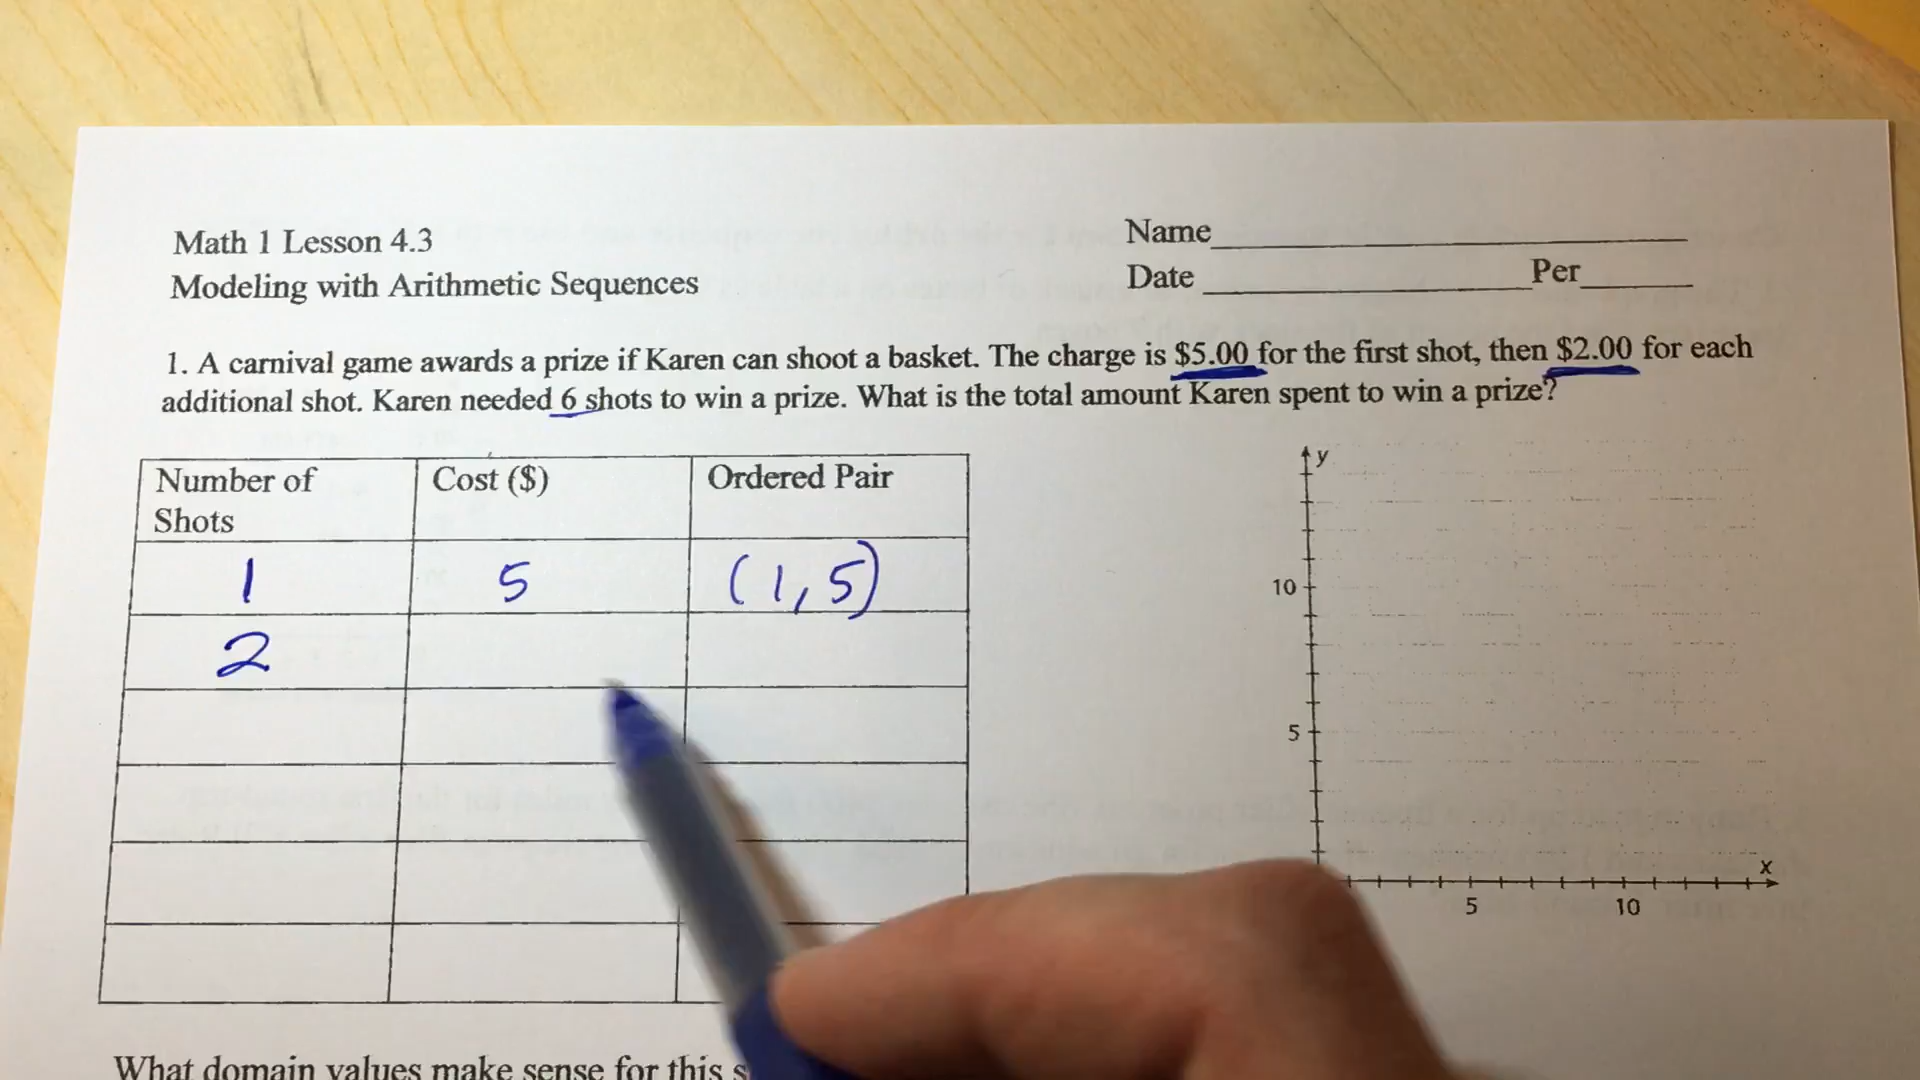 Math 1 Lesson 4.3
Modeling with Arithmetic Sequences
Name
Date Per
1. A carnival game awards a prize if Karen can shoot a basket. The charge is $5.00 for the first shot, then $2.00 for each
additional shot. Karen needed 6 shots to win a prize. What is the total amount Karen spent to win a prize?
Number of
Shots
Cost ($)
Ordered Pair
1 5 (1,5)
2
y
10
5
x
5 10
What domain values make sense for this s